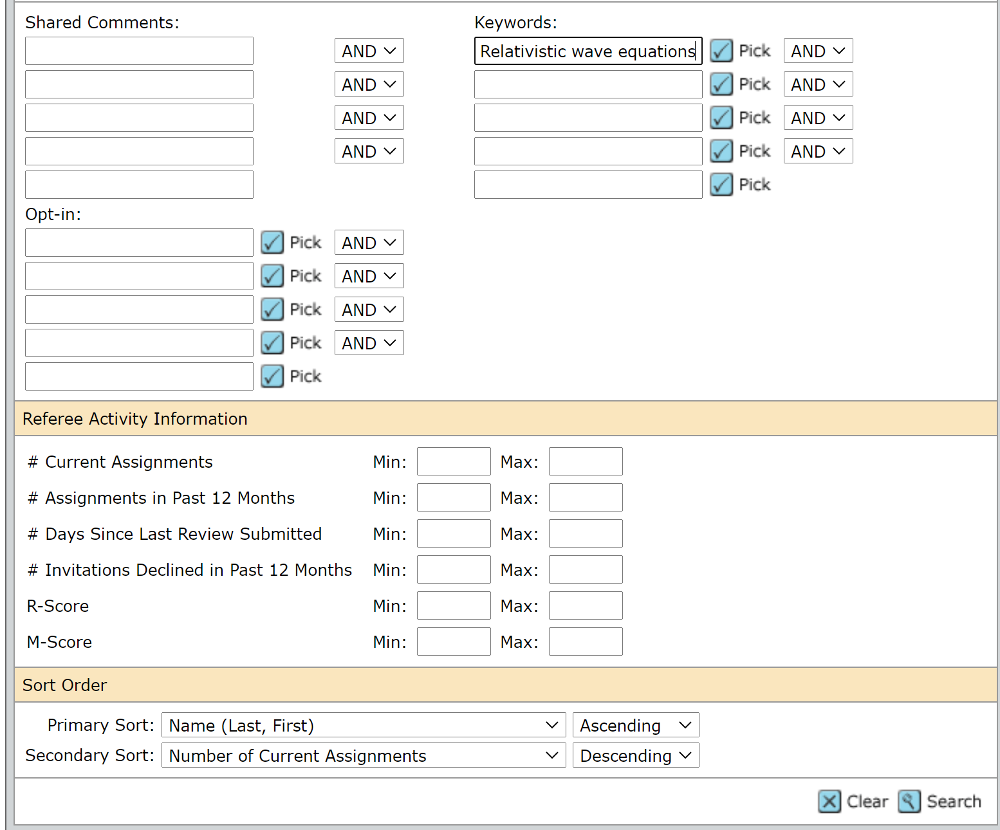 Shared Comments: Keywords:
AND Relativistic wave equations Pick AND
AND Pick AND
AND Pick AND
AND Pick AND
Pick
Opt-in:
Pick AND
Pick AND
Pick AND
Pick AND
Pick
Referee Activity Information
# Current Assignments Min: Max:
# Assignments in Past 12 Months Min: Max:
# Days Since Last Review Submitted Min: Max:
# Invitations Declined in Past 12 Months Min: Max:
R-Score Min: Max:
M-Score Min: Max:
Sort Order
Primary Sort: Name (Last, First) Ascending
Secondary Sort: Number of Current Assignments Descending
Clear Search